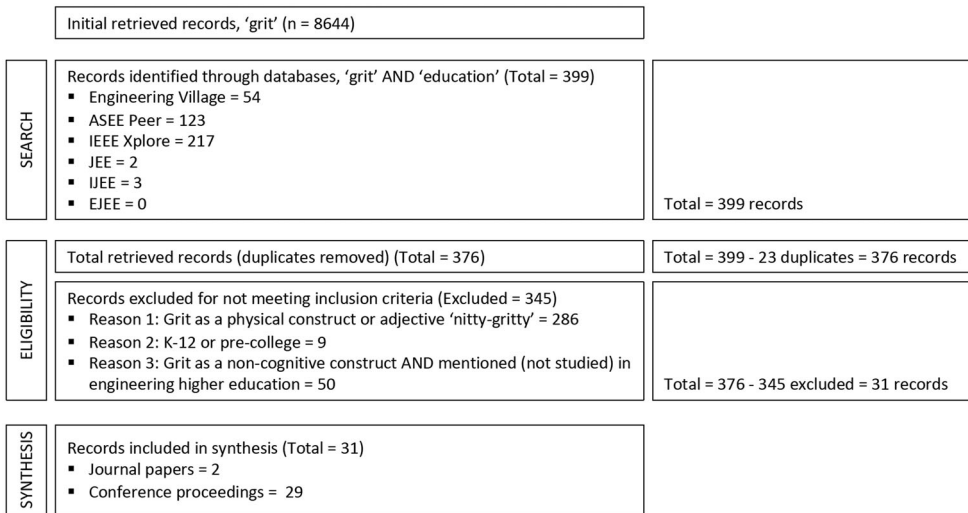 Initial retrieved records, ‘grit’ (n = 8644)
SEARCH
Records identified through databases, ‘grit’ AND ‘education’ (Total = 399)
▪ Engineering Village = 54
▪ ASEE Peer = 123
▪ IEEE Xplore = 217
▪ JEE = 2
▪ IJEE = 3
▪ EJEE = 0
Total = 399 records
ELIGIBILITY
Total retrieved records (duplicates removed) (Total = 376)
Total = 399 - 23 duplicates = 376 records
Records excluded for not meeting inclusion criteria (Excluded = 345)
▪ Reason 1: Grit as a physical construct or adjective ‘nitty-gritty’ = 286
▪ Reason 2: K-12 or pre-college = 9
▪ Reason 3: Grit as a non-cognitive construct AND mentioned (not studied) in
engineering higher education = 50
Total = 376 - 345 excluded = 31 records
SYNTHESIS
Records included in synthesis (Total = 31)
▪ Journal papers = 2
▪ Conference proceedings = 29